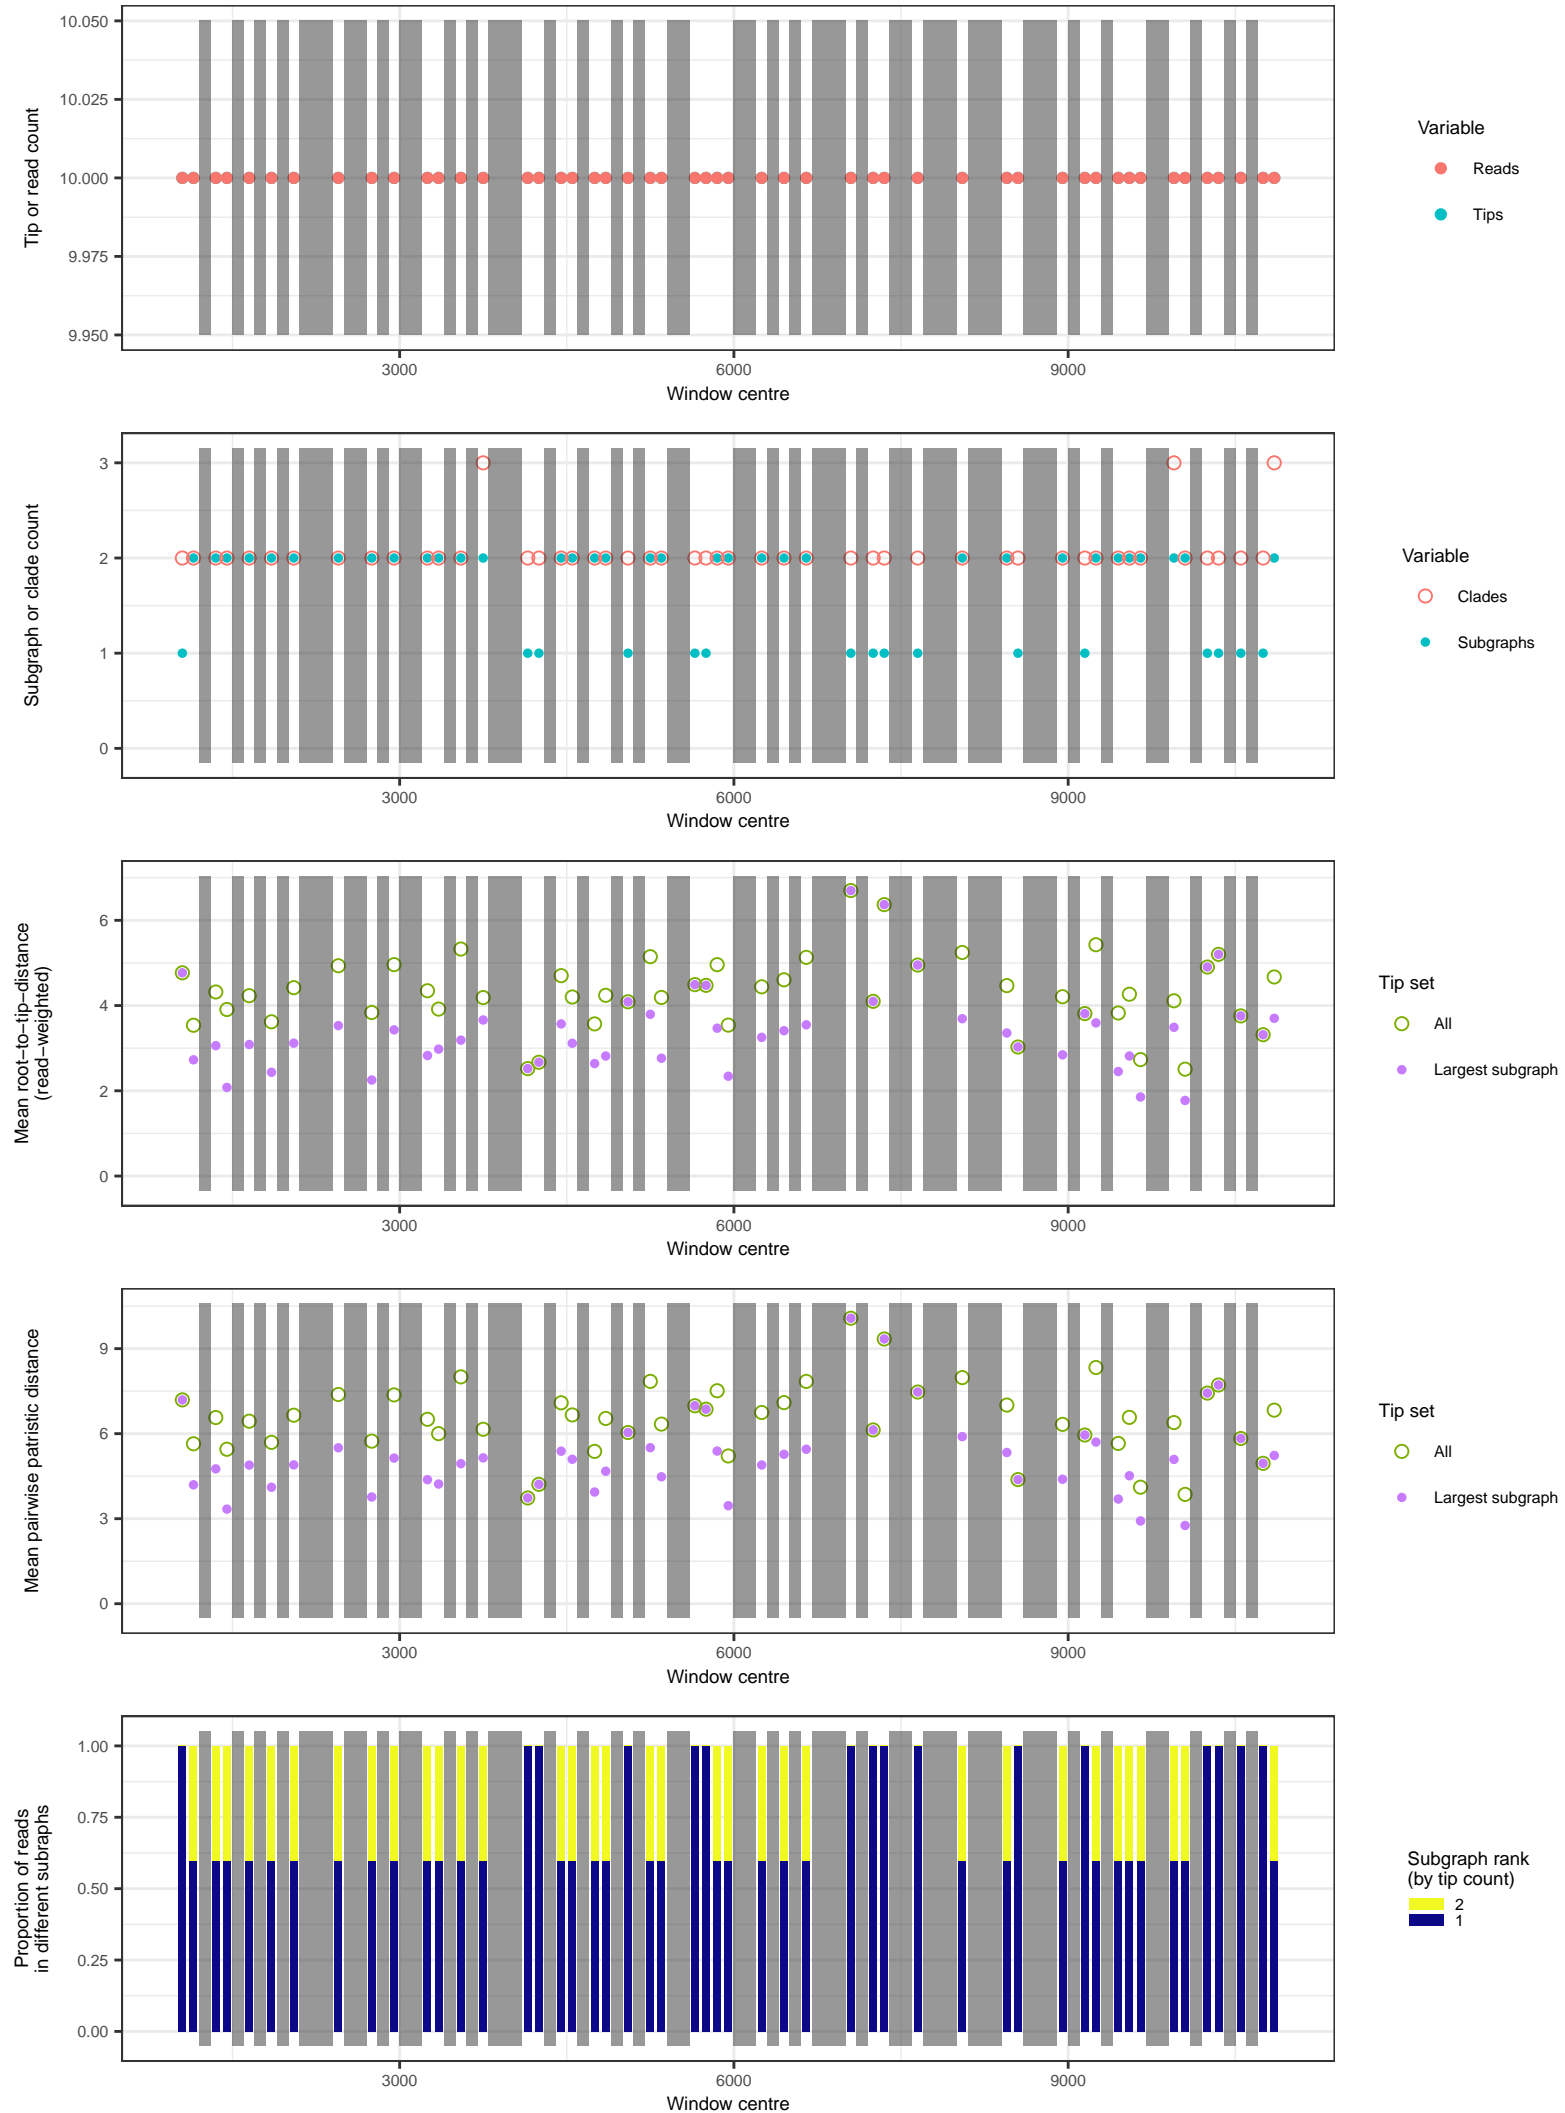 10.050
10.025
10.000
9.975
9.950
Tip or read count
3000
6000
9000
Window centre
Variable
Reads
Tips
3
2
1
0
Subgraph or clade count
3000
6000
9000
Window centre
Variable
Clades
Subgraphs
6
4
2
0
Mean root−to−tip−distance
(read−weighted)
3000
6000
9000
Window centre
Tip set
All
Largest subgraph
9
6
3
0
Mean pairwise patristic distance
3000
6000
9000
Window centre
Tip set
All
Largest subgraph
1.00
0.75
0.50
0.25
0.00
Proportion of reads
in different subraphs
3000
6000
9000
Window centre
Subgraph rank
(by tip count)
2
1